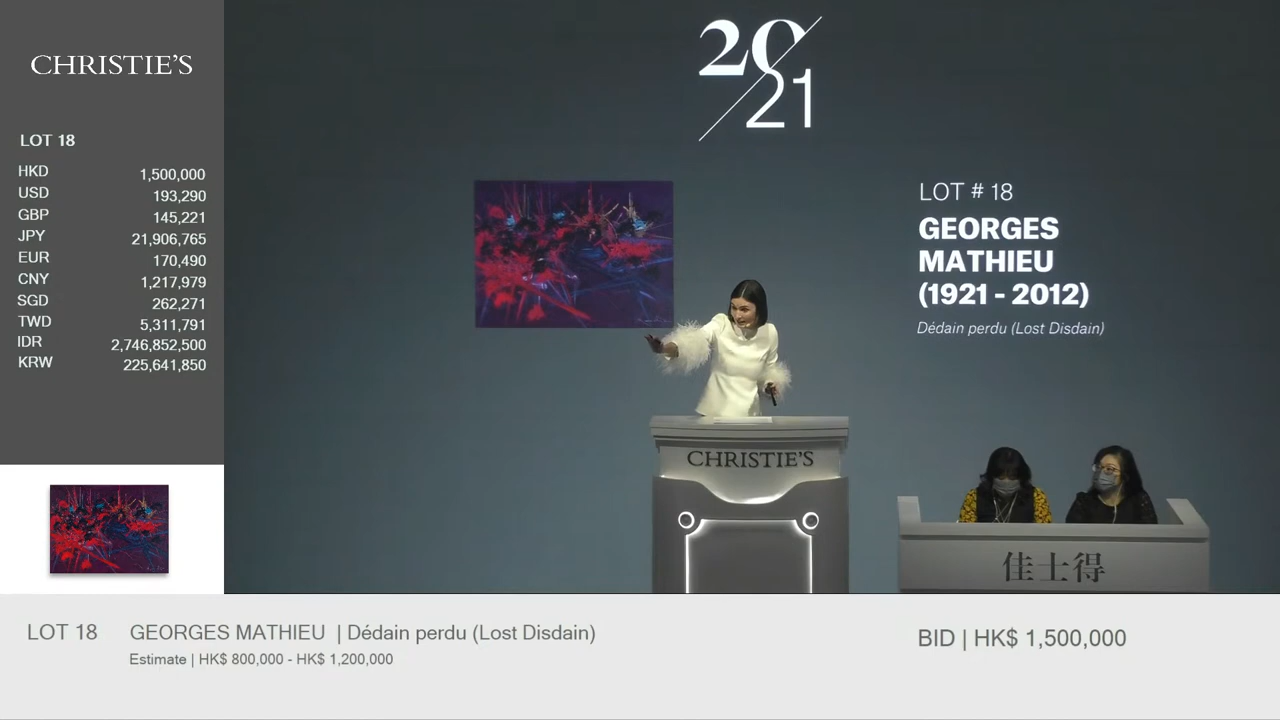 CHRISTIE'S
LOT 18
HKD 1,500,000
USD 193,290
GBP 145,221
JPY 21,906,765
EUR 170,490
CNY 1,217,979
SGD 262,271
TWD 5,311,791
IDR 2,746,852,500
KRW 225,641,850
20/21
LOT # 18
GEORGES
MATHIEU
(1921 - 2012)
Dédain perdu (Lost Disdain)
CHRISTIE'S
佳士得
LOT 18 GEORGES MATHIEU | Dédain perdu (Lost Disdain)
Estimate | HK$ 800,000 - HK$ 1,200,000
BID | HK$ 1,500,000